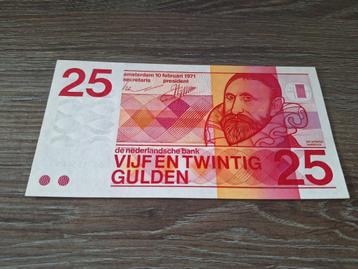 25
amsterdam 10 februari 1971
secretaris president
de nederlandsche bank
VIJF EN TWINTIG
GULDEN
25